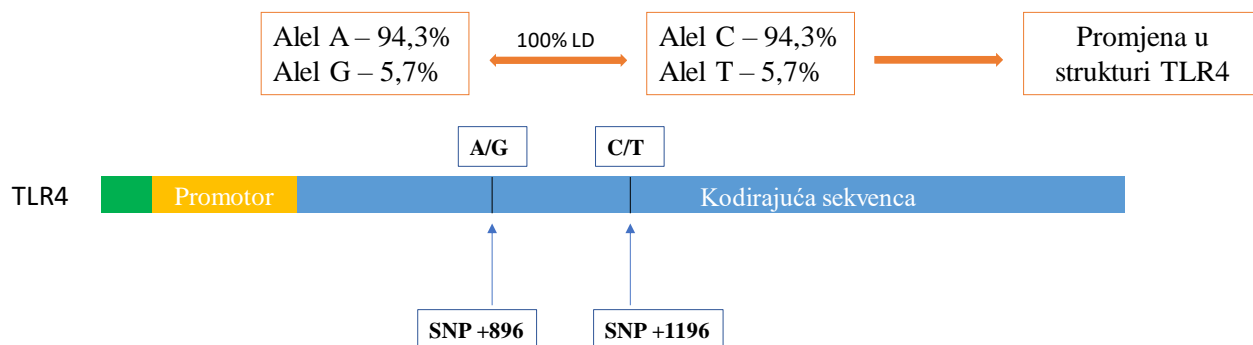 Alel A – 94,3%
Alel G – 5,7%
100% LD
Alel C – 94,3%
Alel T – 5,7%
Promjena u
strukturi TLR4
A/G
C/T
TLR4
Promotor
Kodirajuća sekvenca
SNP +896
SNP +1196